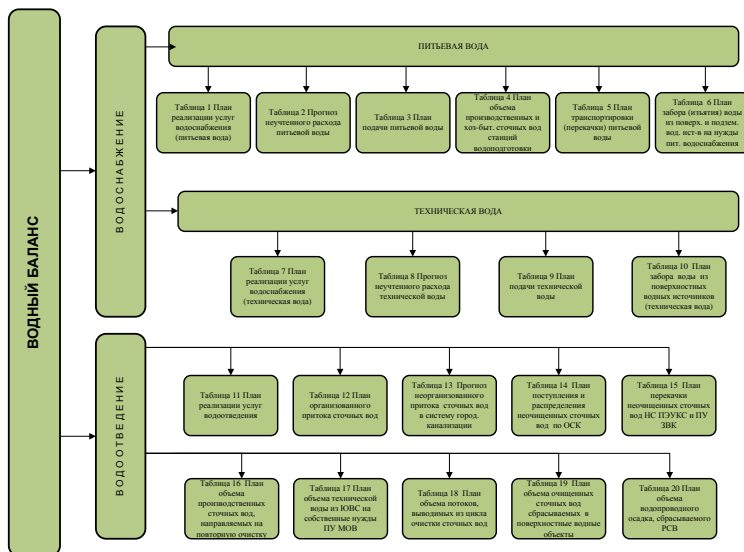 ВОДНЫЙ БАЛАНС
ВОДОСНАБЖЕНИЕ
ПИТЬЕВАЯ ВОДА
Таблица 1 План
реализации услуг
водоснабжения
(питьевая вода)
Таблица 2 Прогноз
неучтенного расхода
питьевой воды
Таблица 3 План
подачи питьевой воды
Таблица 4 План
объема
производственных и
хоз-быт. сточных вод
станций
водоподготовки
Таблица 5 План
транспортировки
(перекачки) питьевой
воды
Таблица 6 План
забора (изъятия) воды
из поверх. и подзем.
вод. ист-в на нужды
пит. водоснабжения
ТЕХНИЧЕСКАЯ ВОДА
Таблица 7 План
реализации услуг
водоснабжения
(техническая вода)
Таблица 8 Прогноз
неучтенного расхода
технической воды
Таблица 9 План
подачи технической
воды
Таблица 10 План
забора воды из
поверхностных
водных источников
(техническая вода)
ВОДООТВЕДЕНИЕ
Таблица 11 План
реализации услуг
водоотведения
Таблица 12 План
организованного
притока сточных вод
Таблица 13 Прогноз
неорганизованного
притока сточных вод
в систему город.
канализации
Таблица 14 План
поступления и
распределения
неочищенных сточных
вод по ОСК
Таблица 15 План
перекачки
неочищенных сточных
вод НС ПЭУКС и ПУ
ЗВК
Таблица 16 План
объема
производственных
сточных вод,
направляемых на
повторную очистку
Таблица 17 План
объема технической
воды из ЮВС на
собственные нужды
ПУ МОВ
Таблица 18 План
объема потоков,
выводимых из цикла
очистки сточных вод
Таблица 19 План
объема очищенных
сточных вод
сбрасываемых в
поверхностные водные
объекты
Таблица 20 План
объема
водопроводного
осадка, сбрасываемого
РСВ